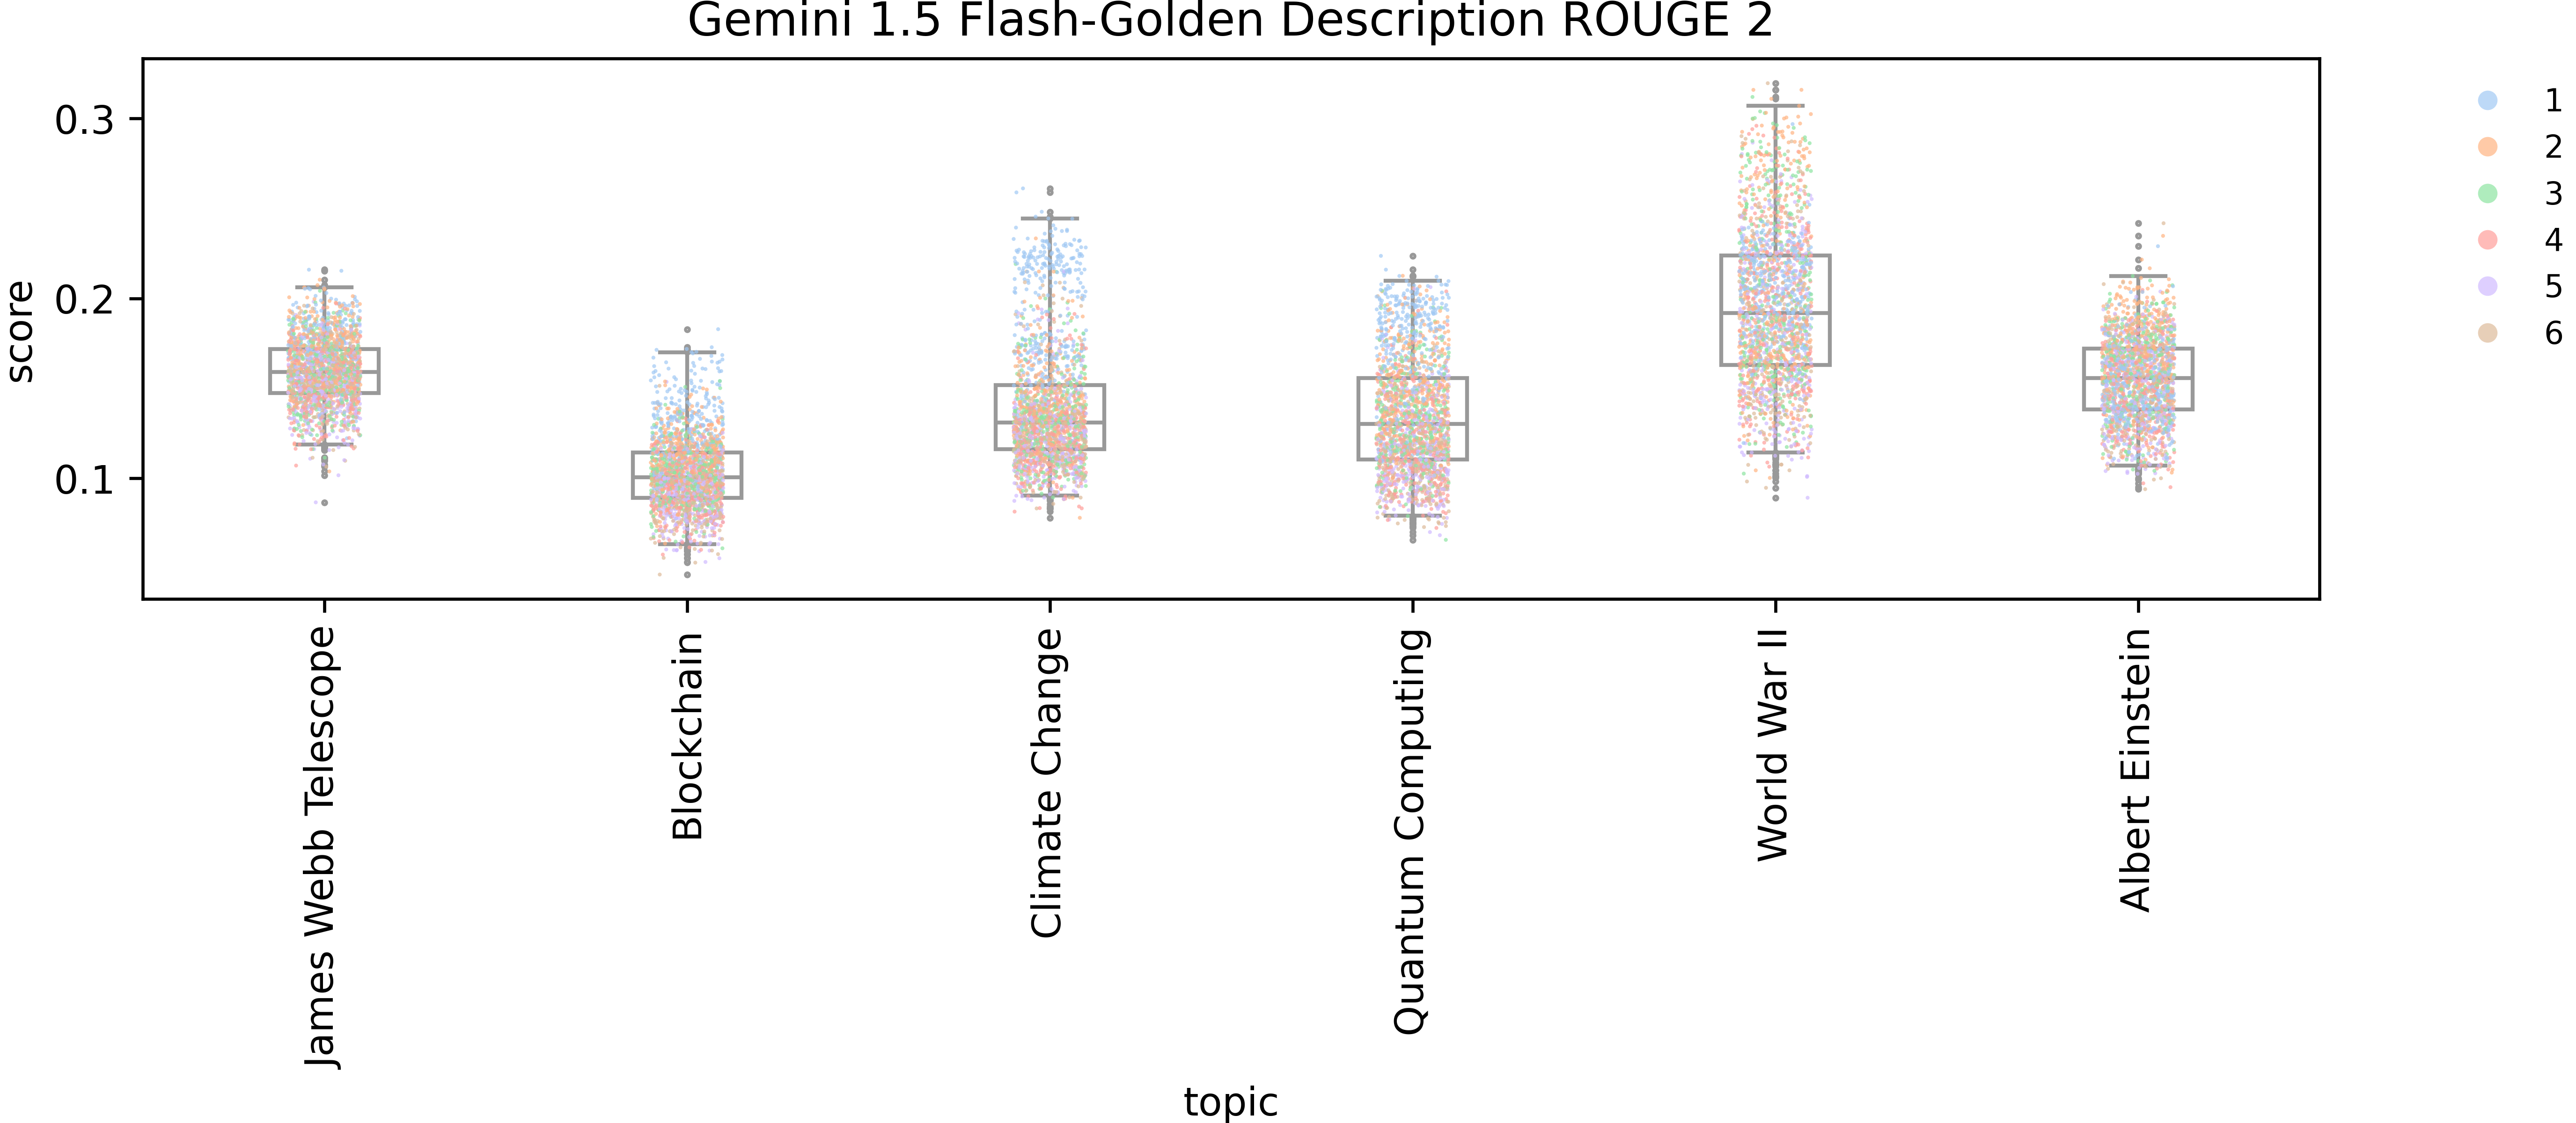 Gemini 1.5 Flash-Golden Description ROUGE 2
score
0.3
0.2
0.1
James Webb Telescope
Blockchain
Climate Change
Quantum Computing
World War II
Albert Einstein
topic
1
2
3
4
5
6